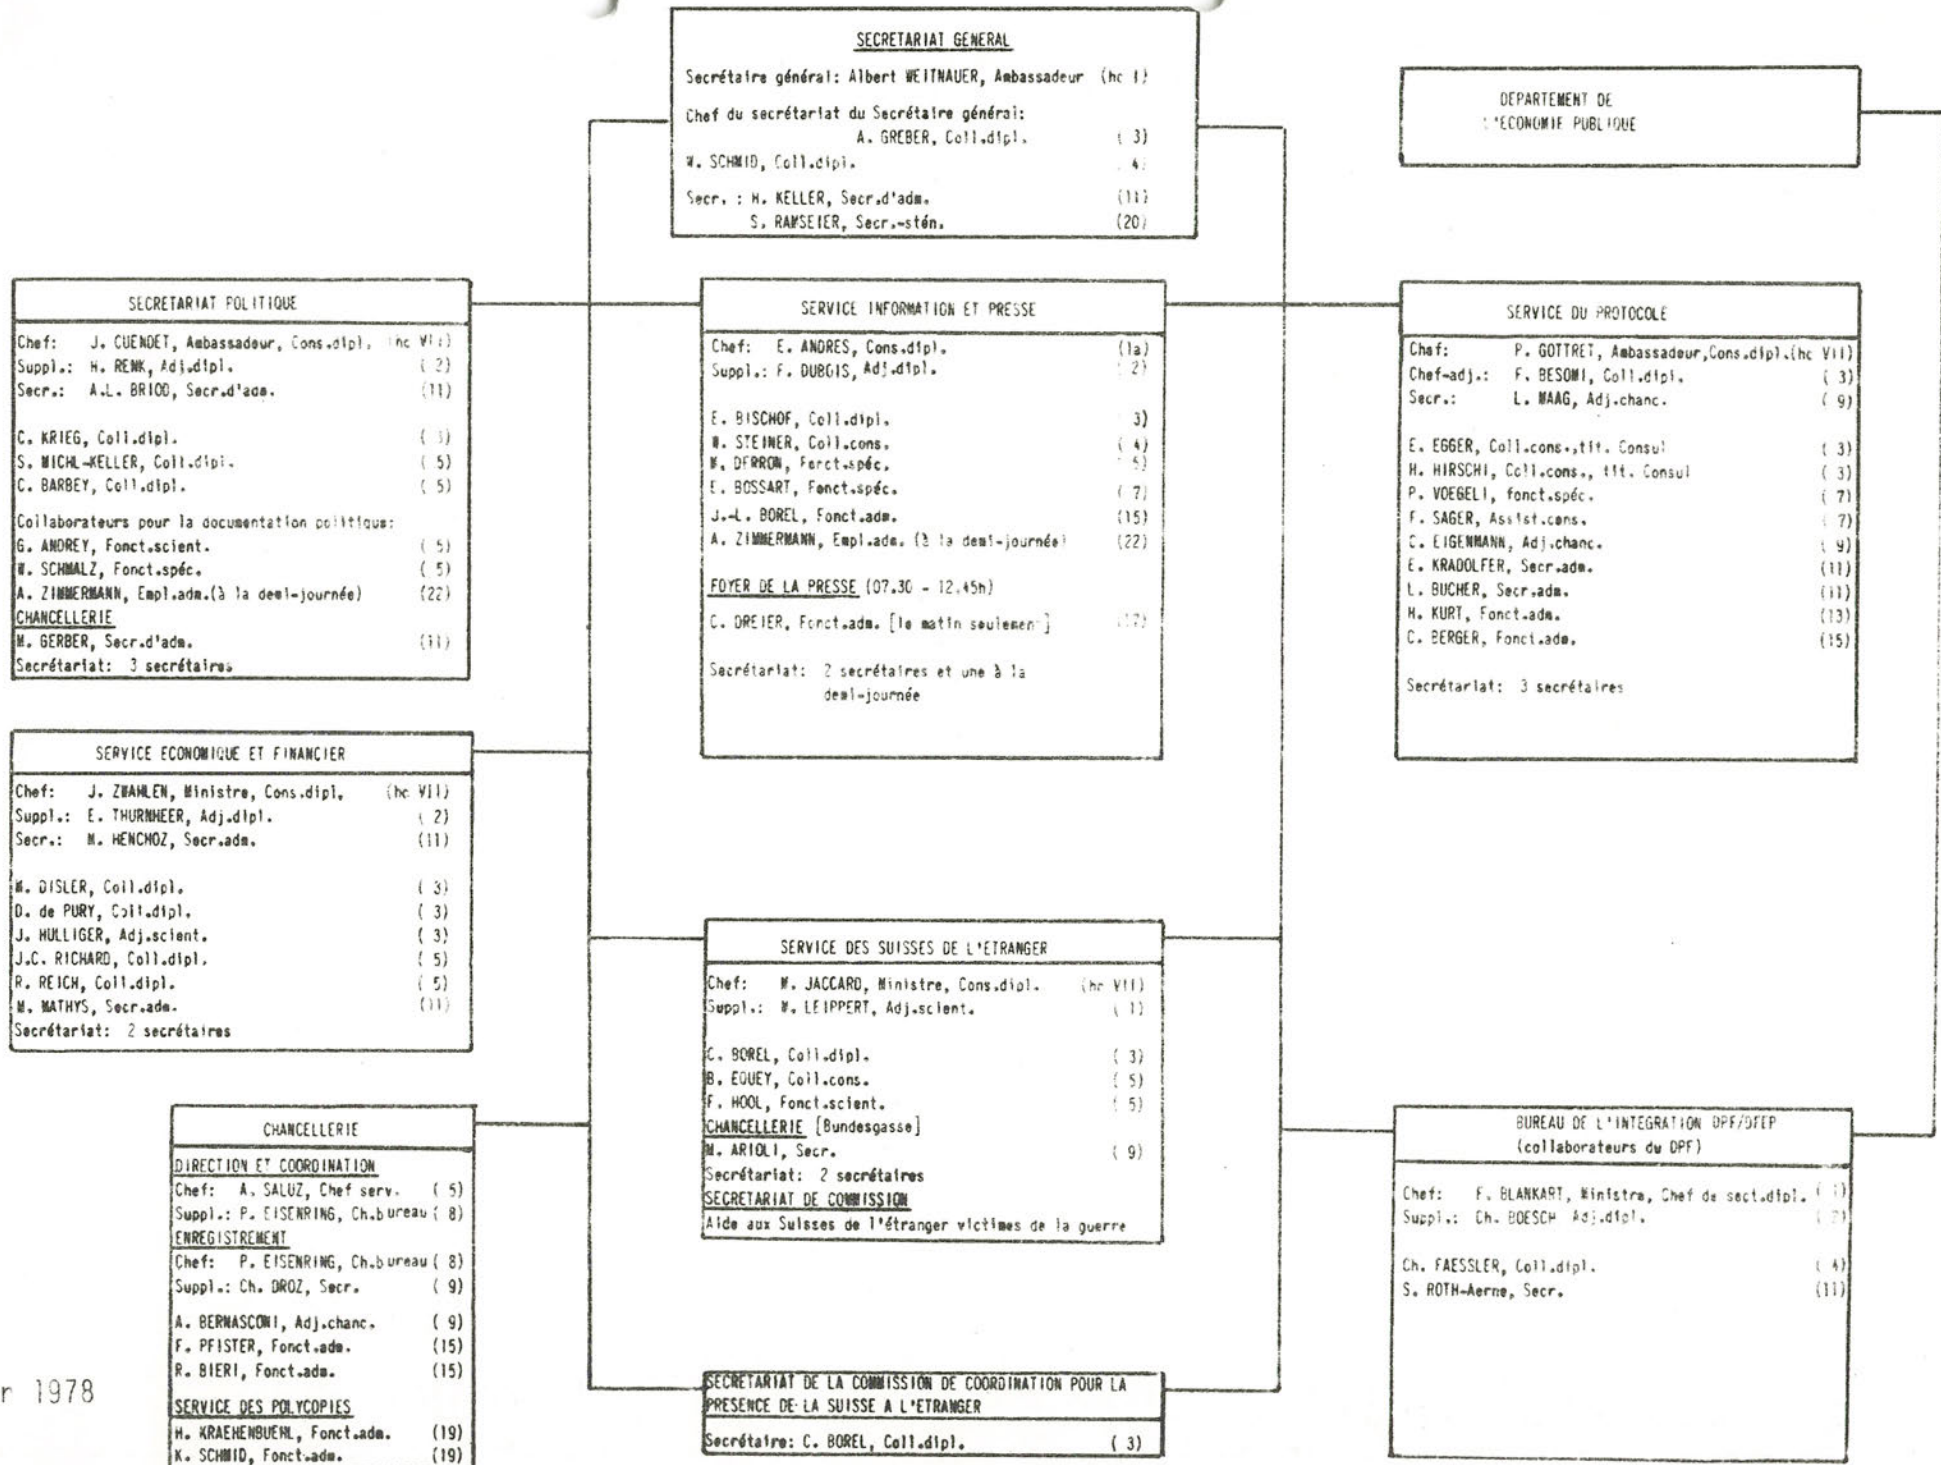 SECRETARIAT GENERAL
Secrétaire général: Albert WEITNAUER, Ambassadeur (hc I)
Chef du secrétariat du Secrétaire général:
A. GREBER, Coll.dipl. ( 3)
W. SCHMID, Coll.dipl. 4)
Secr. : H. KELLER, Secr.d'adm. (11)
S. RAMSEIER, Secr.-stén. (20)
DEPARTEMENT DE
L'ECONOMIE PUBLIQUE
SECRETARIAT POLITIQUE
Chef: J. CUENDET, Ambassadeur, Cons.dipl. (hc VII)
Suppl.: H. RENK, Adj.dipl. ( 2)
Secr.: A.L. BRIOD, Secr.d'adm. (11)
C. KRIEG, Coll.dipl. ( 3)
S. MICHL-KELLER, Coll.dipl. ( 5)
C. BARBEY, Coll.dipl. ( 5)
Collaborateurs pour la documentation politique:
G. ANDREY, Fonct.scient. ( 5)
W. SCHMALZ, Fonct.spéc. ( 5)
A. ZIMMERMANN, Empl.adm.(à la demi-journée) (22)
CHANCELLERIE
M. GERBER, Secr.d'adm. (11)
Secrétariat: 3 secrétaires
SERVICE INFORMATION ET PRESSE
Chef: E. ANDRES, Cons.dipl. (1a)
Suppl.: F. DUBOIS, Adj.dipl. 2)
E. BISCHOF, Coll.dipl. 3)
W. STEINER, Coll.cons. ( 4)
W. DERRON, Fonct.spéc. 5)
E. BOSSART, Fonct.spéc. ( 7)
J.-L. BOREL, Fonct.adm. (15)
A. ZIMMERMANN, Empl.adm. (à la demi-journée) (22)
FOYER DE LA PRESSE (07.30 - 12.45h)
C. DREIER, Fonct.adm. [le matin seulement] (17)
Secrétariat: 2 secrétaires et une à la
demi-journée
SERVICE DU PROTOCOLE
Chef: P. GOTTRET, Ambassadeur,Cons.dipl.(hc VII)
Chef-adj.: F. BESOMI, Coll.dipl. ( 3)
Secr.: L. MAAG, Adj.chanc. ( 9)
E. EGGER, Coll.cons.,tit. Consul ( 3)
H. HIRSCHI, Coll.cons., tit. Consul ( 3)
P. VOEGELI, fonct.spéc. ( 7)
F. SAGER, Assist.cons. ( 7)
C. EIGENMANN, Adj.chanc. ( 9)
E. KRADOLFER, Secr.adm. (11)
L. BUCHER, Secr.adm. (11)
H. KURT, Fonct.adm. (13)
C. BERGER, Fonct.adm. (15)
Secrétariat: 3 secrétaires
SERVICE ECONOMIQUE ET FINANCIER
Chef: J. ZWAHLEN, Ministre, Cons.dipl. (hc VII)
Suppl.: E. THURNHEER, Adj.dipl. ( 2)
Secr.: M. HENCHOZ, Secr.adm. (11)
M. DISLER, Coll.dipl. ( 3)
D. de PURY, Coll.dipl. ( 3)
J. HULLIGER, Adj.scient. ( 3)
J.C. RICHARD, Coll.dipl. ( 5)
R. REICH, Coll.dipl. ( 5)
M. MATHYS, Secr.adm. (11)
Secrétariat: 2 secrétaires
SERVICE DES SUISSES DE L'ETRANGER
Chef: M. JACCARD, Ministre, Cons.dipl. (hc VII)
Suppl.: W. LEIPPERT, Adj.scient. ( 1)
C. BOREL, Coll.dipl. ( 3)
B. EQUEY, Coll.cons. ( 5)
F. HOOL, Fonct.scient. ( 5)
CHANCELLERIE [Bundesgasse]
M. ARIOLI, Secr. ( 9)
Secrétariat: 2 secrétaires
SECRETARIAT DE COMMISSION
Aide aux Suisses de l'étranger victimes de la guerre
CHANCELLERIE
DIRECTION ET COORDINATION
Chef: A. SALUZ, Chef serv. ( 5)
Suppl.: P. EISENRING, Ch.bureau ( 8)
ENREGISTREMENT
Chef: P. EISENRING, Ch.bureau ( 8)
Suppl.: Ch. DROZ, Secr. ( 9)
A. BERNASCONI, Adj.chanc. ( 9)
F. PFISTER, Fonct.adm. (15)
R. BIERI, Fonct.adm. (15)
SERVICE DES POLYCOPIES
H. KRAEHENBUEHL, Fonct.adm. (19)
K. SCHMID, Fonct.adm. (19)
BUREAU DE L'INTEGRATION DPF/DFEP
(collaborateurs du DPF)
Chef: F. BLANKART, Ministre, Chef de sect.dipl.
Suppl.: Ch. BOESCH Adj.dipl.
Ch. FAESSLER, Coll.dipl. ( 4)
S. ROTH-Aerne, Secr. (11)
SECRETARIAT DE LA COMMISSION DE COORDINATION POUR LA
PRESENCE DE LA SUISSE A L'ETRANGER
Secrétaire: C. BOREL, Coll.dipl. ( 3)
r 1978